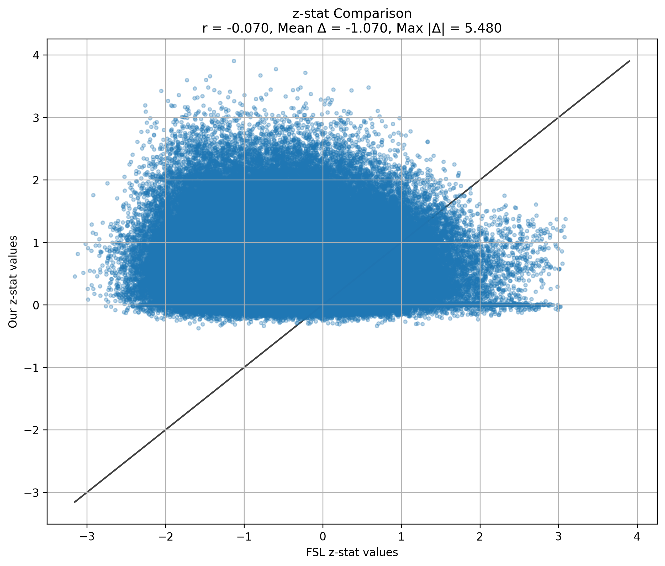 z-stat Comparison
r = -0.070, Mean Δ = -1.070, Max |Δ| = 5.480
4
3
2
1
0
−1
−2
−3
Our z-stat values
−3 −2 −1 0 1 2 3 4
FSL z-stat values